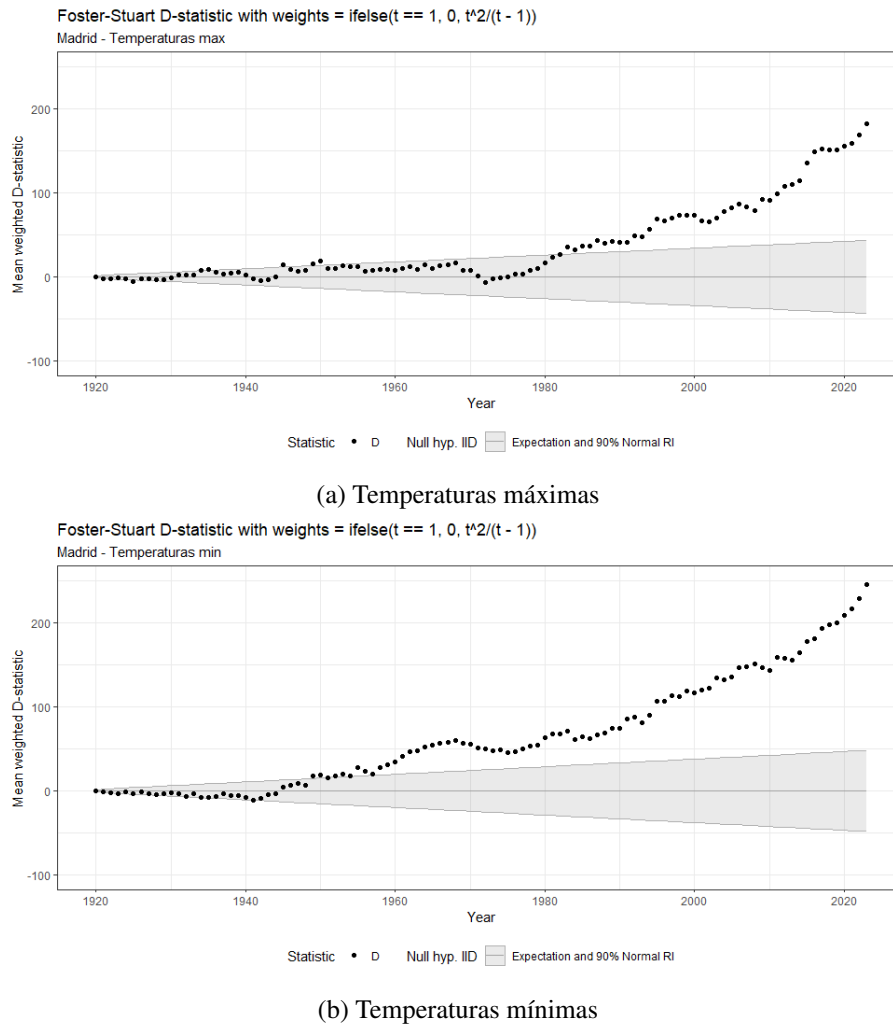 Foster-Stuart D-statistic with weights = ifelse(t == 1, 0, t^2/(t - 1))
Madrid - Temperaturas max
Mean weighted D-statistic
200
100
0
-100
1920 1940 1960 1980 2000 2020
Year
Statistic D Null hyp. IID Expectation and 90% Normal RI
(a) Temperaturas máximas
Foster-Stuart D-statistic with weights = ifelse(t == 1, 0, t^2/(t - 1))
Madrid - Temperaturas min
Mean weighted D-statistic
200
100
0
-100
1920 1940 1960 1980 2000 2020
Year
Statistic D Null hyp. IID Expectation and 90% Normal RI
(b) Temperaturas mínimas